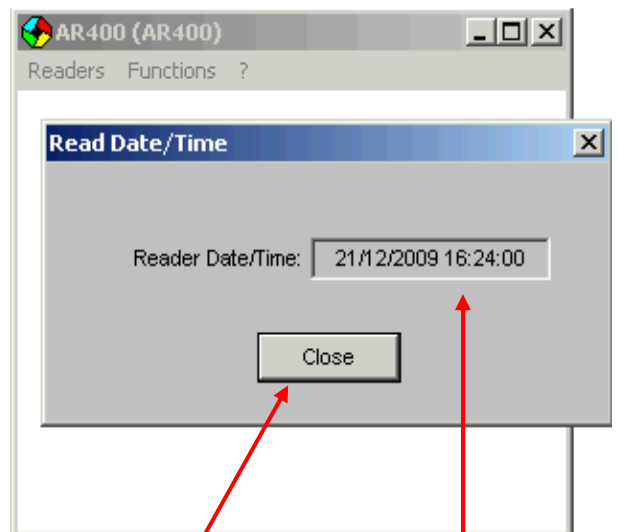 AR400 (AR400)
Readers Functions ?
Read Date/Time
Reader Date/Time: 21/12/2009 16:24:00
Close